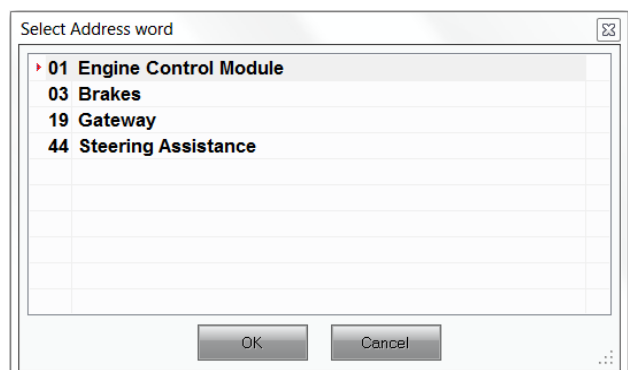 Select Address word
01 Engine Control Module
03 Brakes
19 Gateway
44 Steering Assistance
OK Cancel